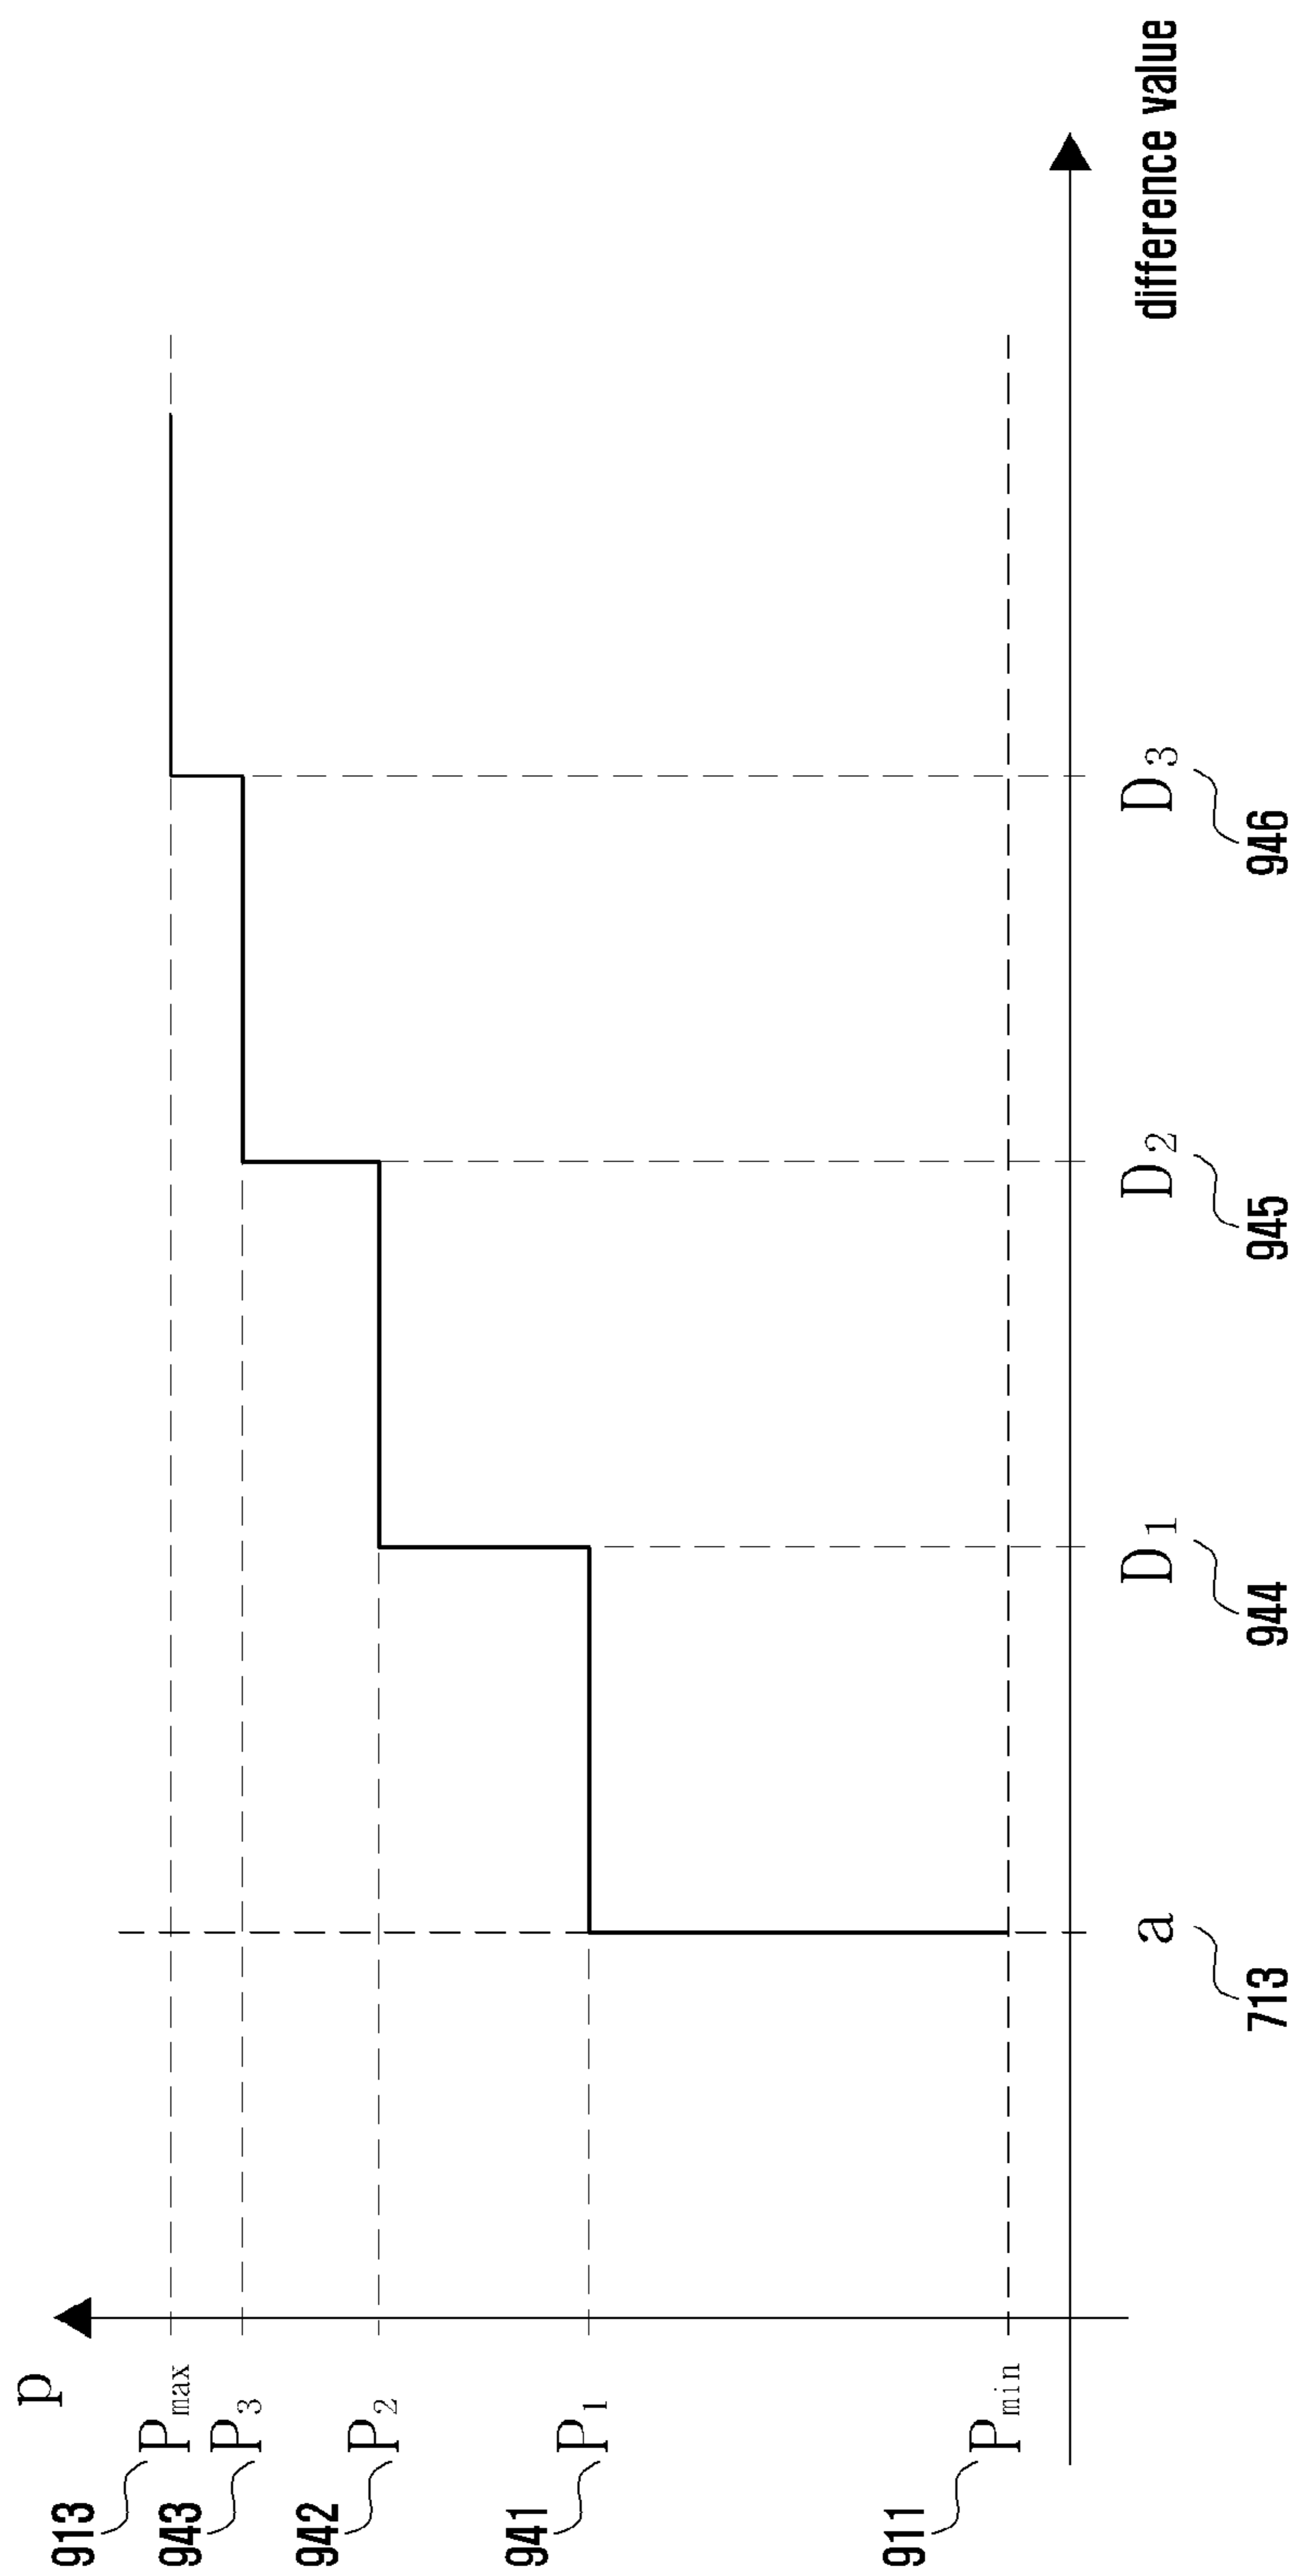 p
913 Pmax
943 P3
942 P2
941 P1
911 Pmin
a D1 D2 D3 difference value
713 944 945 946